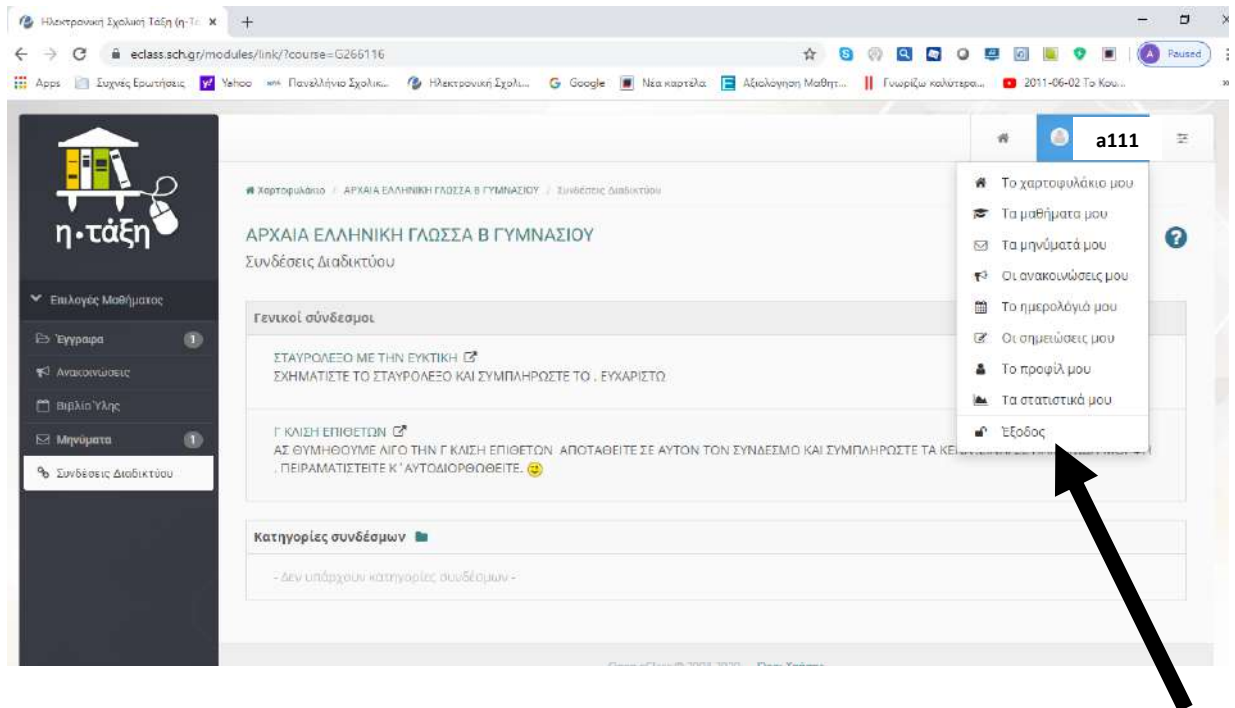 Ηλεκτρονική Σχολική Τάξη (η-Τά
eclass.sch.gr/modules/link/?course=G266116
Paused
Apps Συχνές Ερωτήσεις Yahoo Πανελλήνιο Σχολικ... Ηλεκτρονική Σχολι... Google Νέα καρτέλα Αξιολόγηση Μαθητ... Γνωρίζω καλύτερα... 2011-06-02 Το Κου...
η·τάξη
Επιλογές Μαθήματος
Έγγραφα 1
Ανακοινώσεις
Βιβλίο Ύλης
Μηνύματα 1
Συνδέσεις Διαδικτύου
a111
Χαρτοφυλάκιο / ΑΡΧΑΙΑ ΕΛΛΗΝΙΚΗ ΓΛΩΣΣΑ Β ΓΥΜΝΑΣΙΟΥ / Συνδέσεις Διαδικτύου
ΑΡΧΑΙΑ ΕΛΛΗΝΙΚΗ ΓΛΩΣΣΑ Β ΓΥΜΝΑΣΙΟΥ
Συνδέσεις Διαδικτύου
Γενικοί σύνδεσμοι
ΣΤΑΥΡΟΛΕΞΟ ΜΕ ΤΗΝ ΕΥΚΤΙΚΗ
ΣΧΗΜΑΤΙΣΤΕ ΤΟ ΣΤΑΥΡΟΛΕΞΟ ΚΑΙ ΣΥΜΠΛΗΡΩΣΤΕ ΤΟ . ΕΥΧΑΡΙΣΤΩ
Γ ΚΛΙΣΗ ΕΠΙΘΕΤΩΝ
ΑΣ ΘΥΜΗΘΟΥΜΕ ΛΙΓΟ ΤΗΝ Γ ΚΛΙΣΗ ΕΠΙΘΕΤΩΝ ΑΠΟΤΑΘΕΙΤΕ ΣΕ ΑΥΤΟΝ ΤΟΝ ΣΥΝΔΕΣΜΟ ΚΑΙ ΣΥΜΠΛΗΡΩΣΤΕ ΤΑ
. ΠΕΙΡΑΜΑΤΙΣΤΕΙΤΕ Κ ' ΑΥΤΟΔΙΟΡΘΩΘΕΙΤΕ.
Κατηγορίες συνδέσμων
- Δεν υπάρχουν κατηγορίες συνδέσμων -
Το χαρτοφυλάκιο μου
Τα μαθήματα μου
Τα μηνύματά μου
Οι ανακοινώσεις μου
Το ημερολόγιό μου
Οι σημειώσεις μου
Το προφίλ μου
Τα στατιστικά μου
Έξοδος